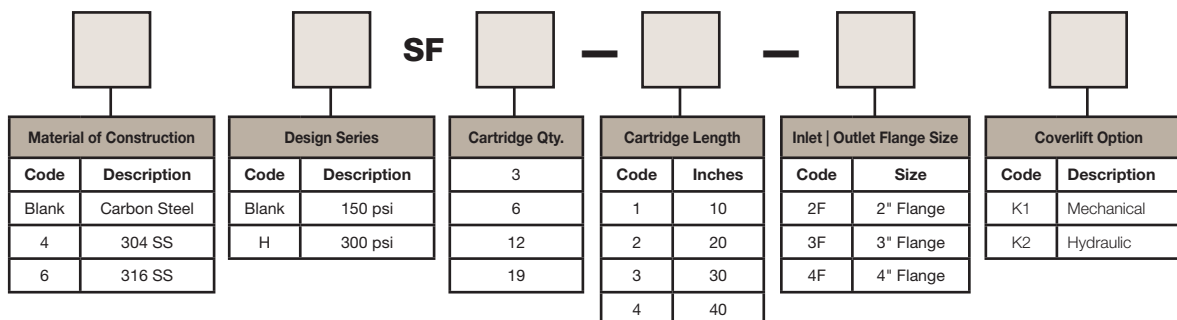 SF — —
Material of Construction
Code Description
Blank Carbon Steel
4 304 SS
6 316 SS
Design Series
Code Description
Blank 150 psi
H 300 psi
Cartridge Qty.
3
6
12
19
Cartridge Length
Code Inches
1 10
2 20
3 30
4 40
Inlet | Outlet Flange Size
Code Size
2F 2" Flange
3F 3" Flange
4F 4" Flange
Coverlift Option
Code Description
K1 Mechanical
K2 Hydraulic